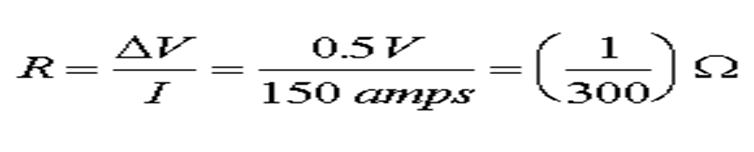 R = ΔV/I = 0.5 V/150 amps = (1/300) Ω